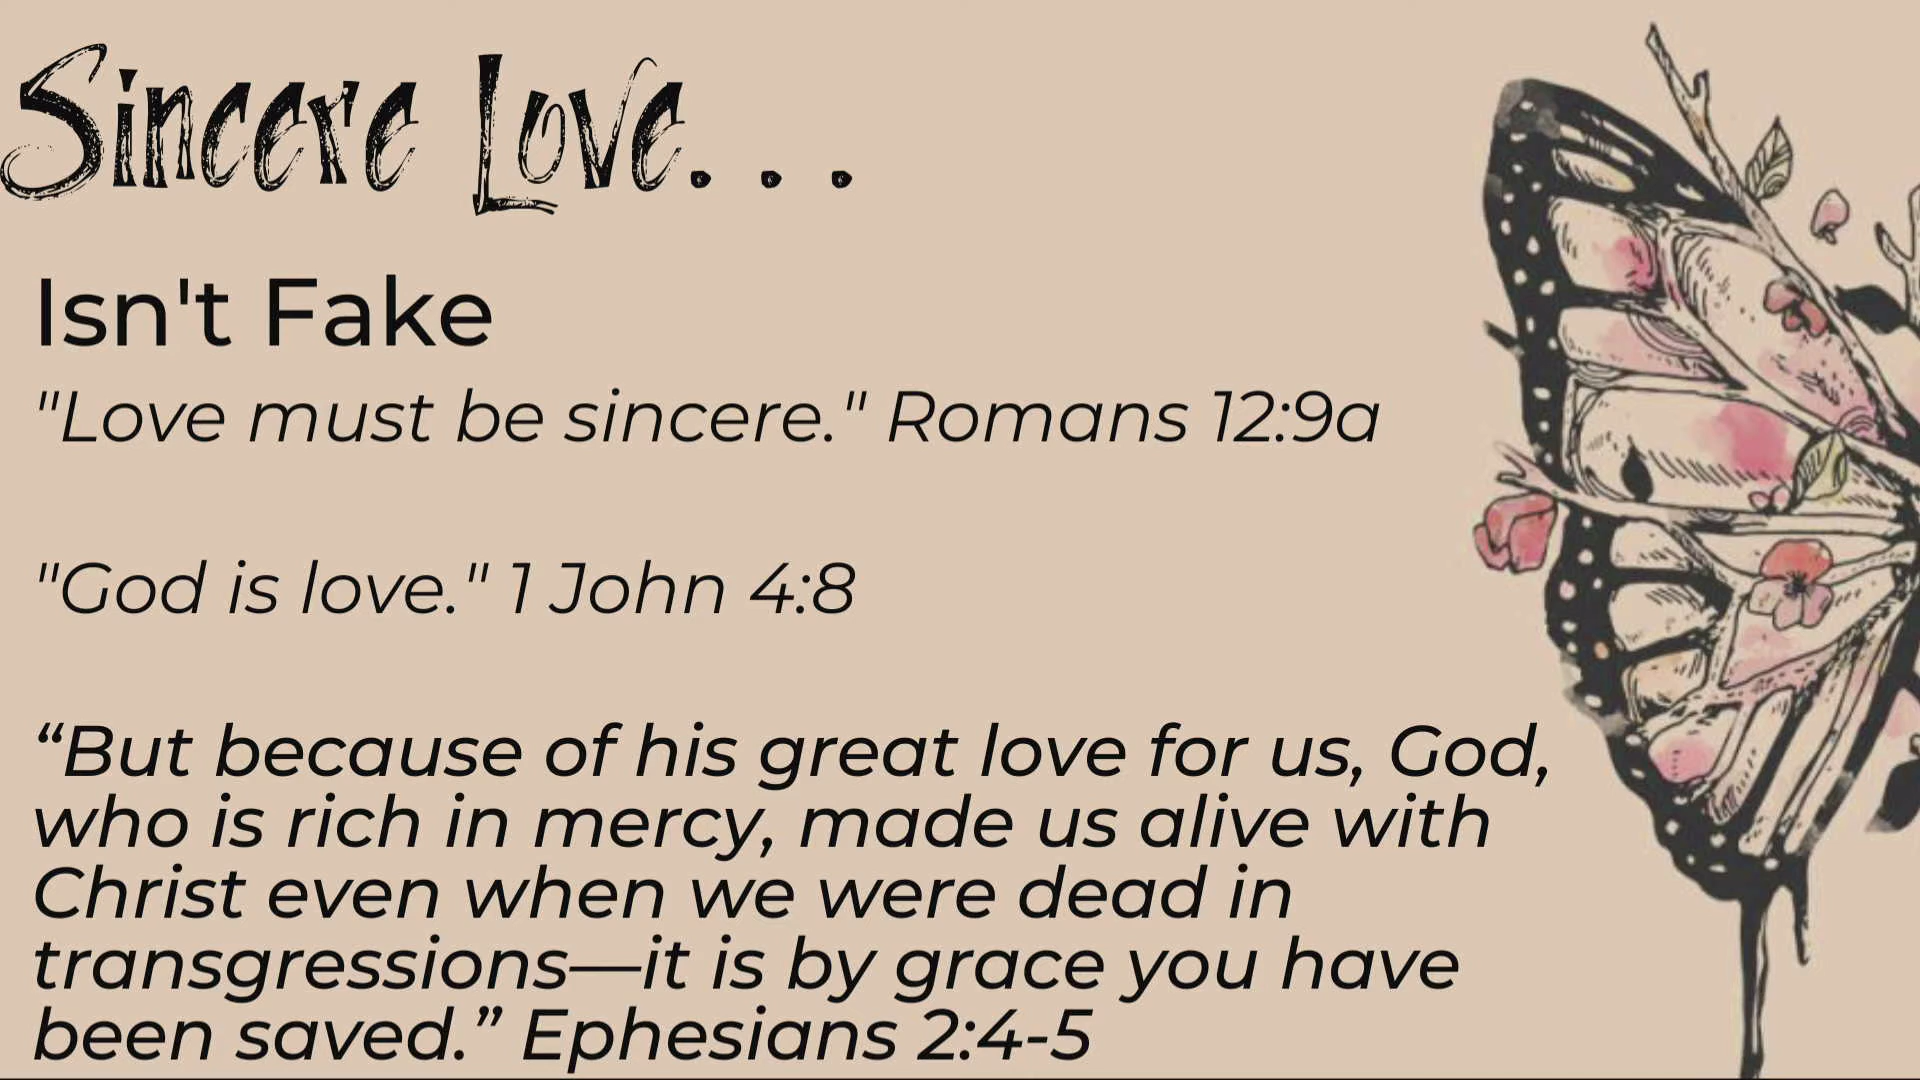 Sincere Love. . .
Isn't Fake
"Love must be sincere." Romans 12:9a
"God is love." 1 John 4:8
“But because of his great love for us, God,
who is rich in mercy, made us alive with
Christ even when we were dead in
transgressions—it is by grace you have
been saved.” Ephesians 2:4-5